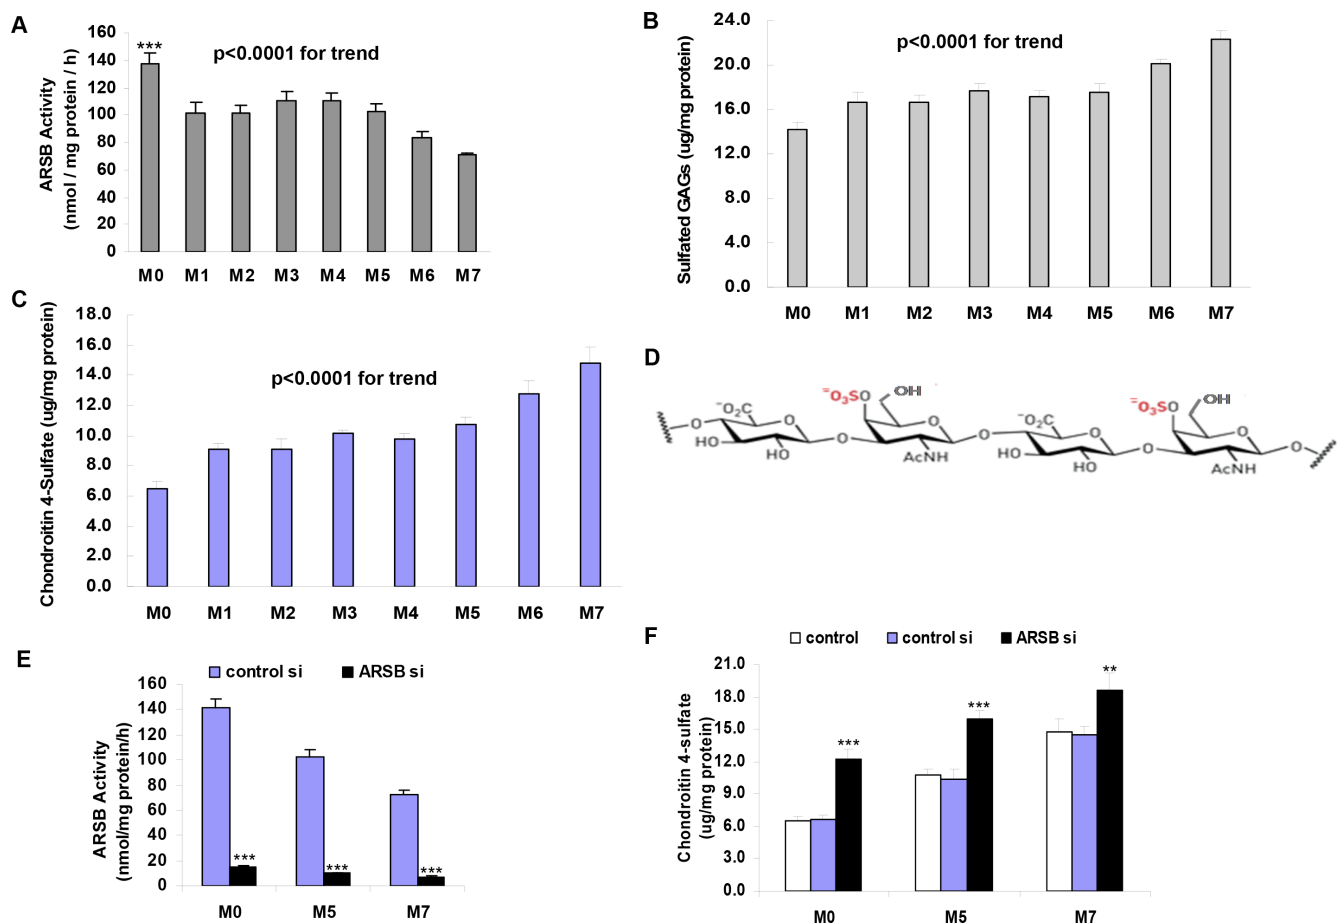 A
ARSB Activity
(nmol / mg protein / h)
160
140
120
100
80
60
40
20
0
***
p<0.0001 for trend
M0 M1 M2 M3 M4 M5 M6 M7
B
Sulfated GAGs (ug/mg protein)
24.0
20.0
16.0
12.0
8.0
4.0
0.0
p<0.0001 for trend
M0 M1 M2 M3 M4 M5 M6 M7
C
Chondroitin 4-Sulfate (ug/mg protein)
18.0
16.0
14.0
12.0
10.0
8.0
6.0
4.0
2.0
0.0
p<0.0001 for trend
M0 M1 M2 M3 M4 M5 M6 M7
D
⁼O₃SO OH ⁼O₃SO OH
⁻O₂C O O ⁻O₂C O O
O HO O O HO O O
HO AcNH HO AcNH
E
control si ARSB si
ARSB Activity
(nmol/mg protein/h)
160
140
120
100
80
60
40
20
0
*** *** ***
M0 M5 M7
F
control control si ARSB si
Chondroitin 4-sulfate
(ug/mg protein)
21.0
18.0
15.0
12.0
9.0
6.0
3.0
0.0
*** *** **
M0 M5 M7